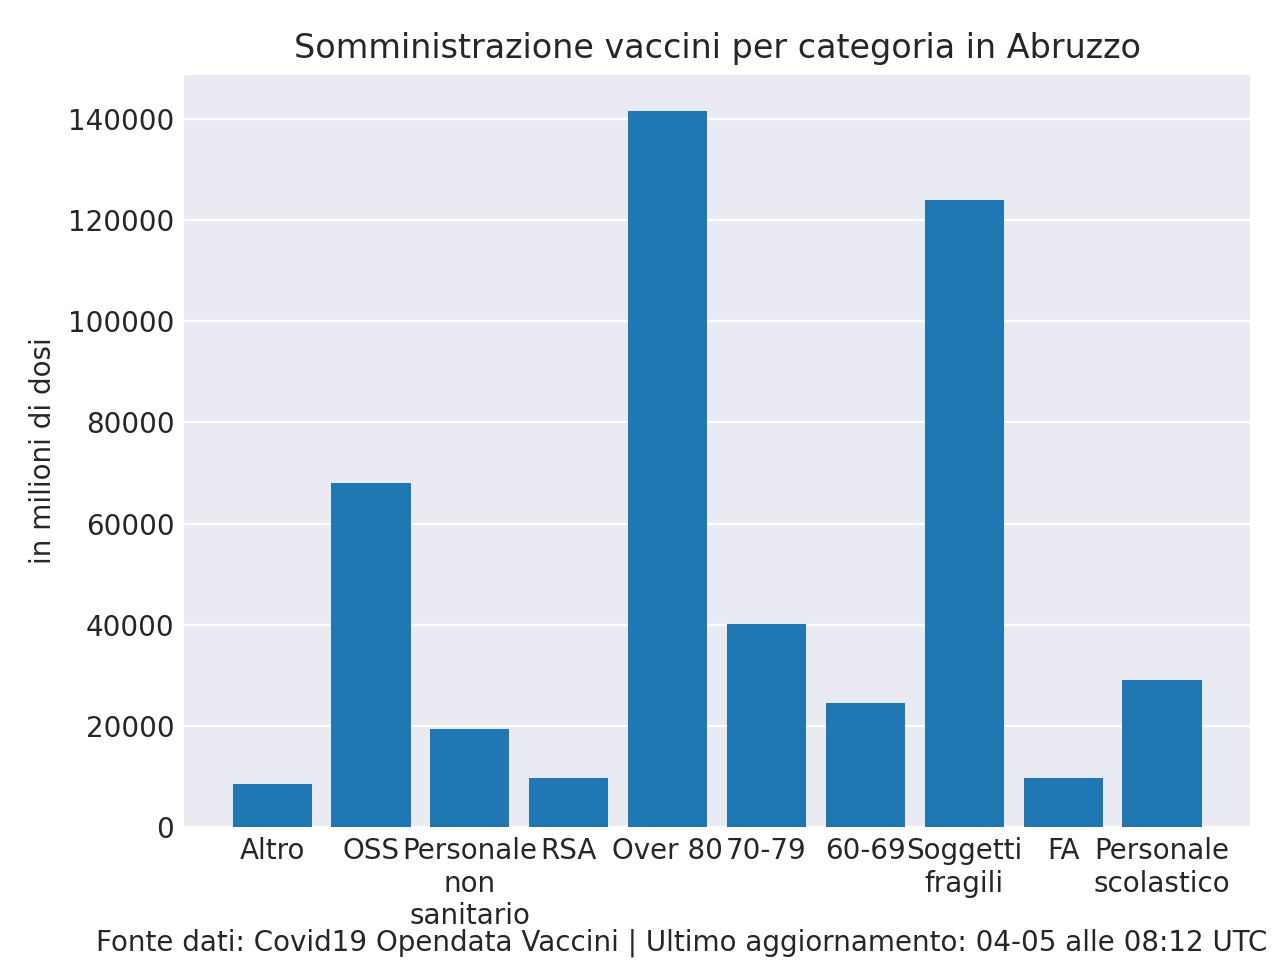 Somministrazione vaccini per categoria in Abruzzo
in milioni di dosi
140000
120000
100000
80000
60000
40000
20000
0
Altro OSS Personale non sanitario RSA Over 80 70-79 60-69 Soggetti fragili FA Personale scolastico
Fonte dati: Covid19 Opendata Vaccini | Ultimo aggiornamento: 04-05 alle 08:12 UTC